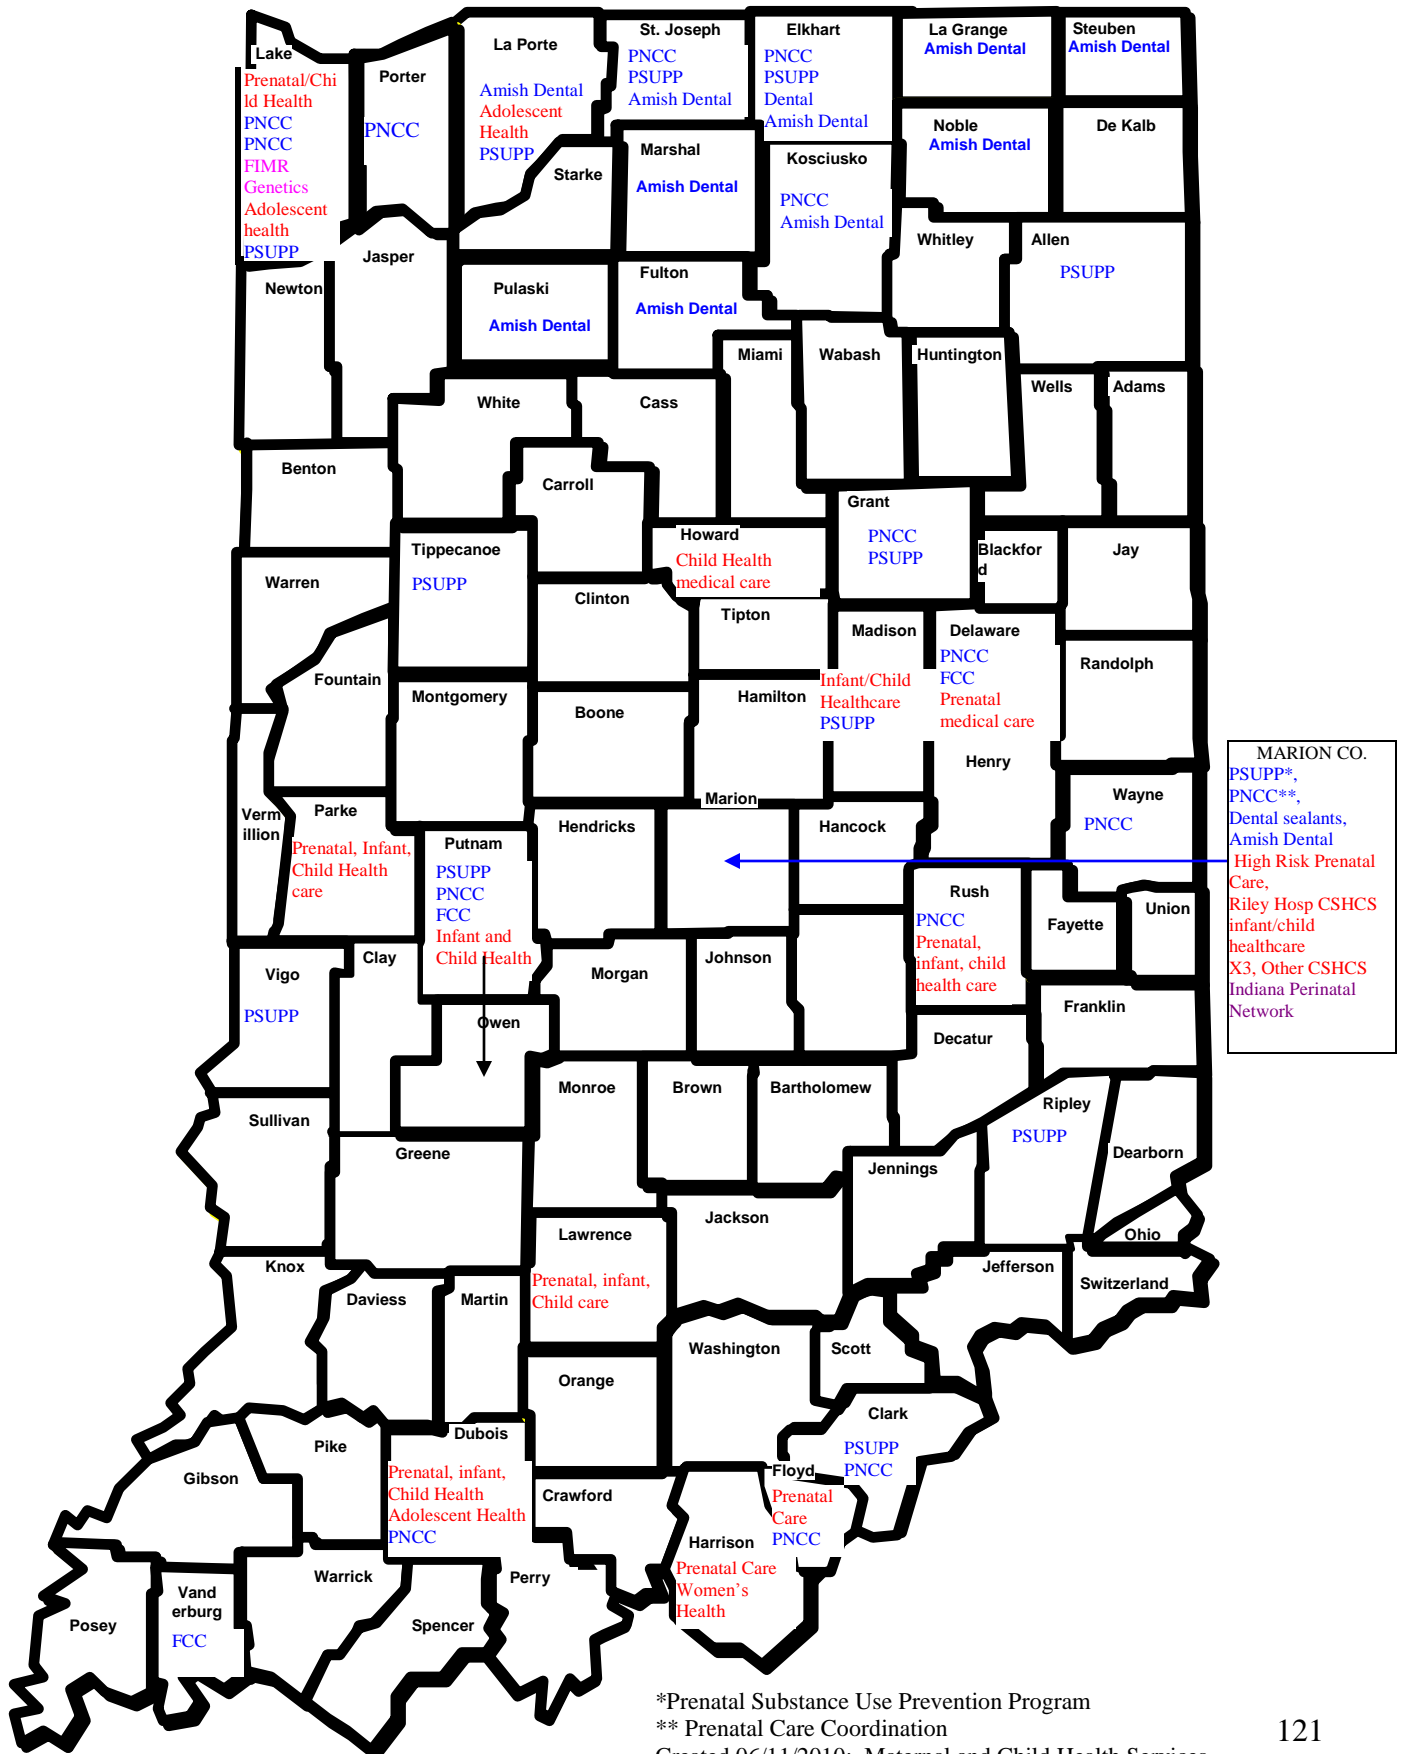 Lake
Prenatal/Chi
ld Health
PNCC
PNCC
FIMR
Genetics
Adolescent
health
PSUPP
Porter
PNCC
La Porte
Amish Dental
Adolescent
Health
PSUPP
St. Joseph
PNCC
PSUPP
Amish Dental
Elkhart
PNCC
PSUPP
Dental
Amish Dental
La Grange
Amish Dental
Steuben
Amish Dental
Noble
Amish Dental
De Kalb
Starke
Marshal
Amish Dental
Kosciusko
PNCC
Amish Dental
Whitley
Allen
PSUPP
Newton
Jasper
Pulaski
Amish Dental
Fulton
Amish Dental
Miami
Wabash
Huntington
Wells
Adams
White
Cass
Benton
Carroll
Grant
PNCC
PSUPP
Howard
Child Health
medical care
Blackfor
d
Jay
Tippecanoe
PSUPP
Warren
Clinton
Tipton
Madison
Infant/Child
Healthcare
PSUPP
Delaware
PNCC
FCC
Prenatal
medical care
Randolph
Fountain
Montgomery
Boone
Hamilton
Henry
MARION CO.
PSUPP*,
PNCC**,
Dental sealants,
Amish Dental
High Risk Prenatal
Care,
Riley Hosp CSHCS
infant/child
healthcare
X3, Other CSHCS
Indiana Perinatal
Network
Verm
illion
Parke
Prenatal, Infant,
Child Health
care
Putnam
PSUPP
PNCC
FCC
Infant and
Child Health
Hendricks
Marion
Hancock
Wayne
PNCC
Rush
PNCC
Prenatal,
infant, child
health care
Fayette
Union
Vigo
PSUPP
Clay
Owen
Morgan
Johnson
Decatur
Franklin
Sullivan
Greene
Monroe
Brown
Bartholomew
Ripley
PSUPP
Dearborn
Jennings
Jackson
Lawrence
Prenatal, infant,
Child care
Ohio
Jefferson
Switzerland
Knox
Daviess
Martin
Orange
Washington
Scott
Clark
PSUPP
PNCC
Gibson
Pike
Dubois
Prenatal, infant,
Child Health
Adolescent Health
PNCC
Crawford
Floyd
Prenatal
Care
PNCC
Harrison
Prenatal Care
Women's
Health
Posey
Vand
erburg
FCC
Warrick
Spencer
Perry
*Prenatal Substance Use Prevention Program
** Prenatal Care Coordination
Created 06/11/2010: Maternal and Child Health Services
121